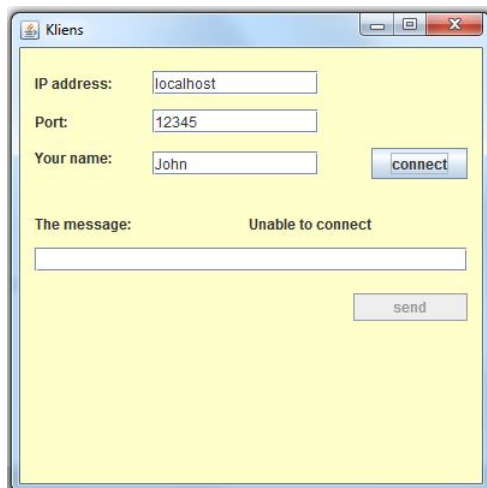 Kliens
IP address: localhost
Port: 12345
Your name: John
connect
The message: Unable to connect
send